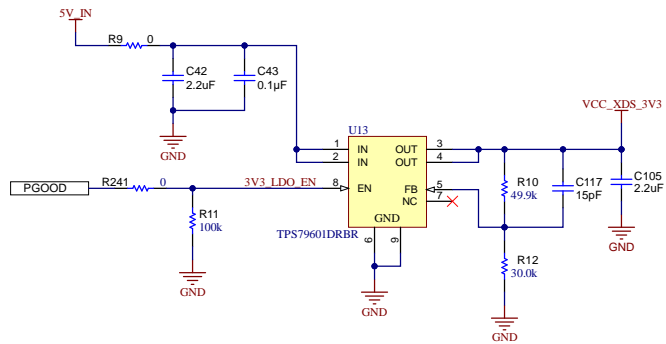 5V_IN
R9 0
C42
2.2uF
C43
0.1µF
GND
VCC_XDS_3V3
U13
1 IN OUT 3
2 IN OUT 4
PGOOD R241 0 3V3_LDO_EN 8 EN FB 5
NC 7
GND
TPS79601DRBR
6 9
R11
100k
GND
GND
R10
49.9k
C117
15pF
C105
2.2uF
GND
R12
30.0k
GND